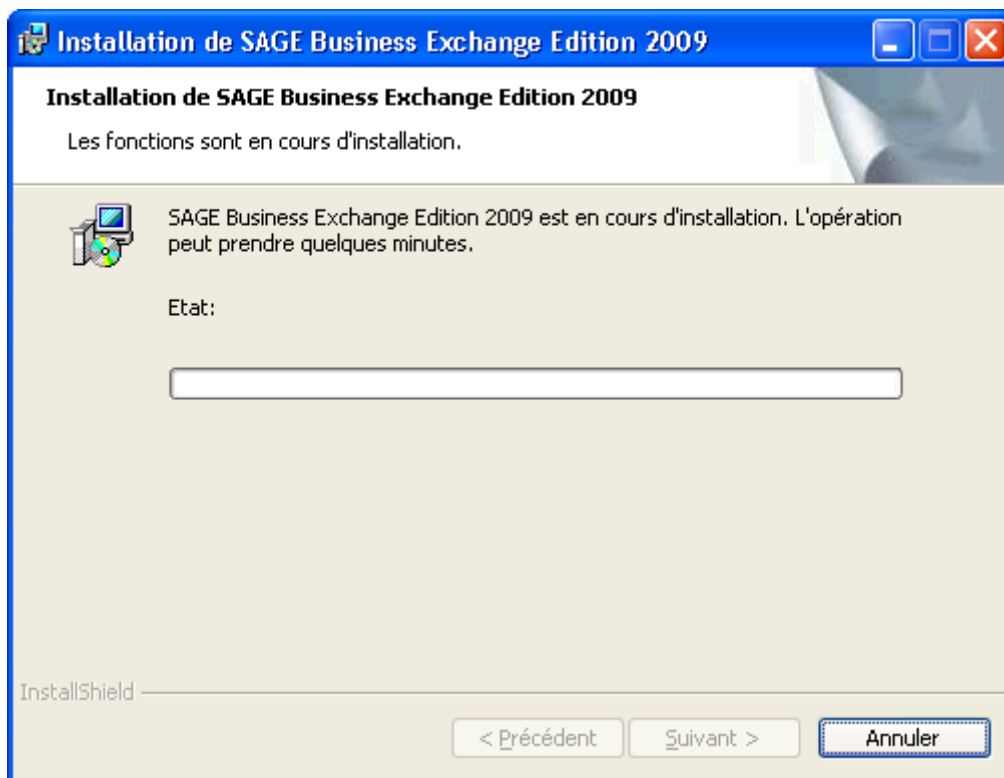 Installation de SAGE Business Exchange Edition 2009
Installation de SAGE Business Exchange Edition 2009
Les fonctions sont en cours d'installation.
SAGE Business Exchange Edition 2009 est en cours d'installation. L'opération
peut prendre quelques minutes.
Etat:
InstallShield
< Précédent
Suivant >
Annuler